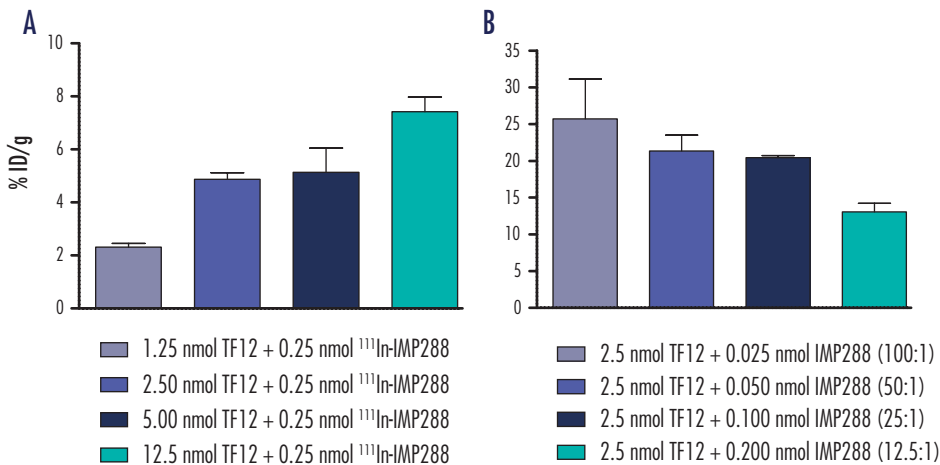 A
10
8
6
4
2
0
% ID/g
1.25 nmol TF12 + 0.25 nmol ¹¹¹In-IMP288
2.50 nmol TF12 + 0.25 nmol ¹¹¹In-IMP288
5.00 nmol TF12 + 0.25 nmol ¹¹¹In-IMP288
12.5 nmol TF12 + 0.25 nmol ¹¹¹In-IMP288
B
35
30
25
20
15
10
5
0
2.5 nmol TF12 + 0.025 nmol IMP288 (100:1)
2.5 nmol TF12 + 0.050 nmol IMP288 (50:1)
2.5 nmol TF12 + 0.100 nmol IMP288 (25:1)
2.5 nmol TF12 + 0.200 nmol IMP288 (12.5:1)